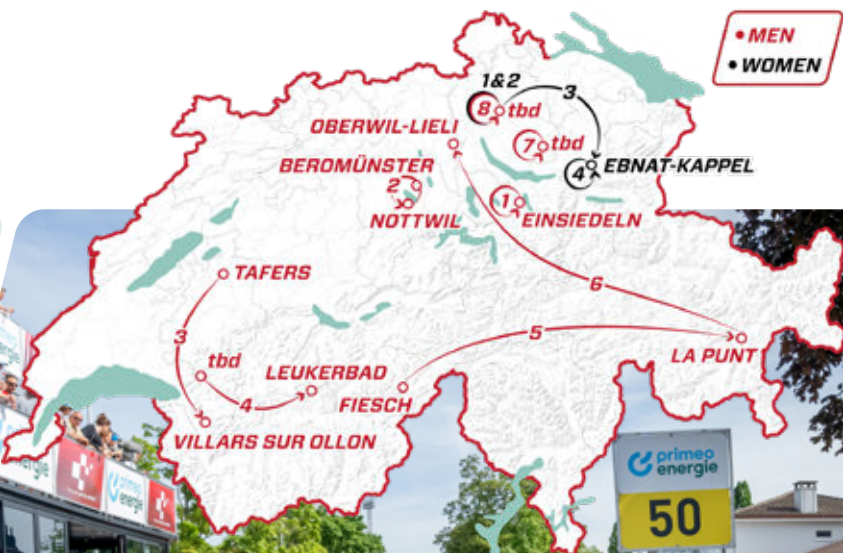 MEN
WOMEN
1&2
3
8 tbd
OBERWIL-LIELI
7 tbd
BEROMÜNSTER
4 EBNAT-KAPPEL
2
NOTTWIL
1 EINSIEDELN
TAFERS
6
3
5
tbd
LA PUNT
LEUKERBAD
4
FIESCH
VILLARS SUR OLLON
primeo
energie
primeo
energie
50